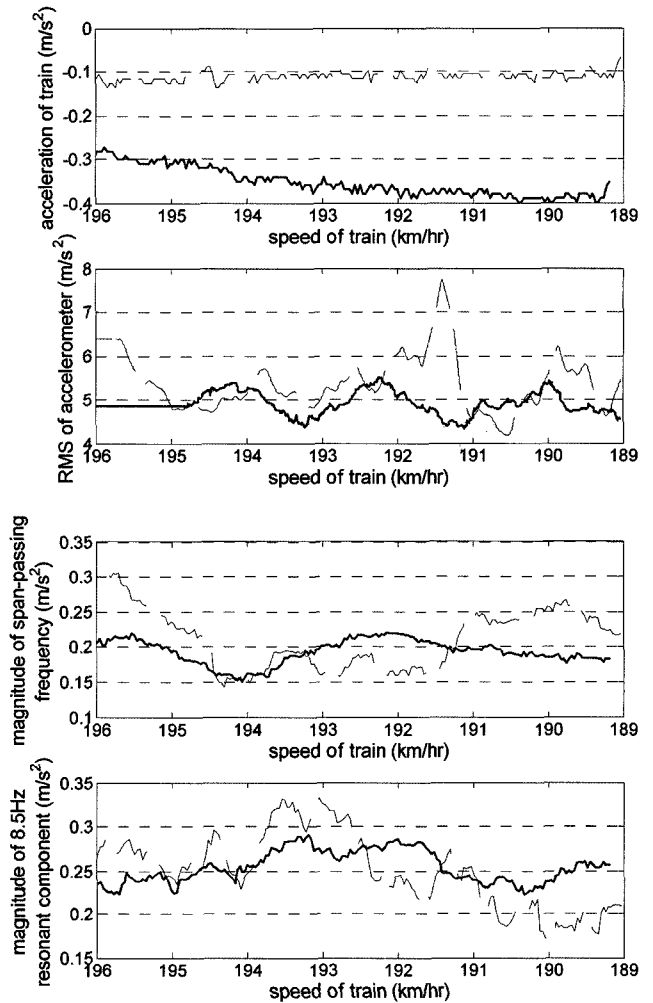 acceleration of train (m/s²)
0
-0.1
-0.2
-0.3
-0.4
196 195 194 193 192 191 190 189
speed of train (km/hr)
RMS of accelerometer (m/s²)
8
7
6
5
4
196 195 194 193 192 191 190 189
speed of train (km/hr)
magnitude of span-passing
frequency (m/s²)
0.35
0.3
0.25
0.2
0.15
0.1
196 195 194 193 192 191 190 189
speed of train (km/hr)
magnitude of 8.5Hz
resonant component (m/s²)
0.35
0.3
0.25
0.2
0.15
196 195 194 193 192 191 190 189
speed of train (km/hr)